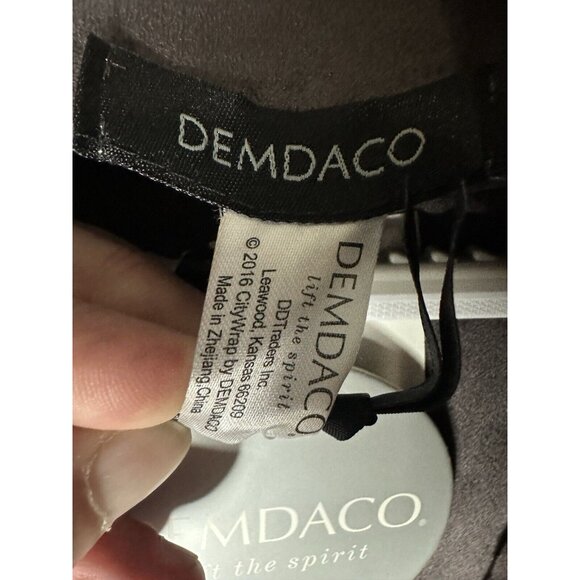 DEMDACO
DEMDACO
lift the spirit
DDTraders Inc.
Leawood, Kansas 66209
© 2016 CityWrap by DEMDACO
Made in Zhejiang,China
DEMDACO.
the spirit